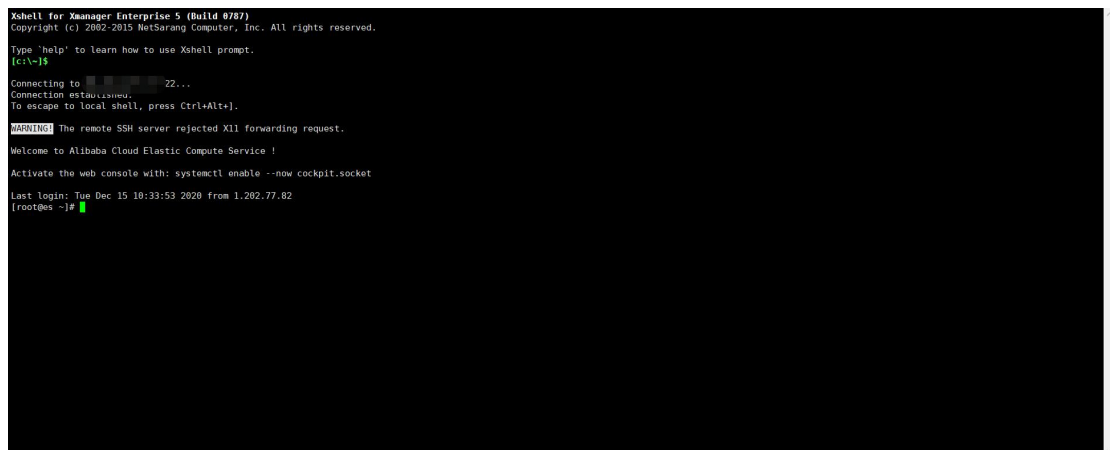 Xshell for Xmanager Enterprise 5 (Build 0787)
Copyright (c) 2002-2015 NetSarang Computer, Inc. All rights reserved.
Type `help' to learn how to use Xshell prompt.
[c:\~]$
Connecting to 22...
Connection established.
To escape to local shell, press Ctrl+Alt+].
WARNING! The remote SSH server rejected X11 forwarding request.
Welcome to Alibaba Cloud Elastic Compute Service !
Activate the web console with: systemctl enable --now cockpit.socket
Last login: Tue Dec 15 10:33:53 2020 from 1.202.77.82
[root@es ~]#